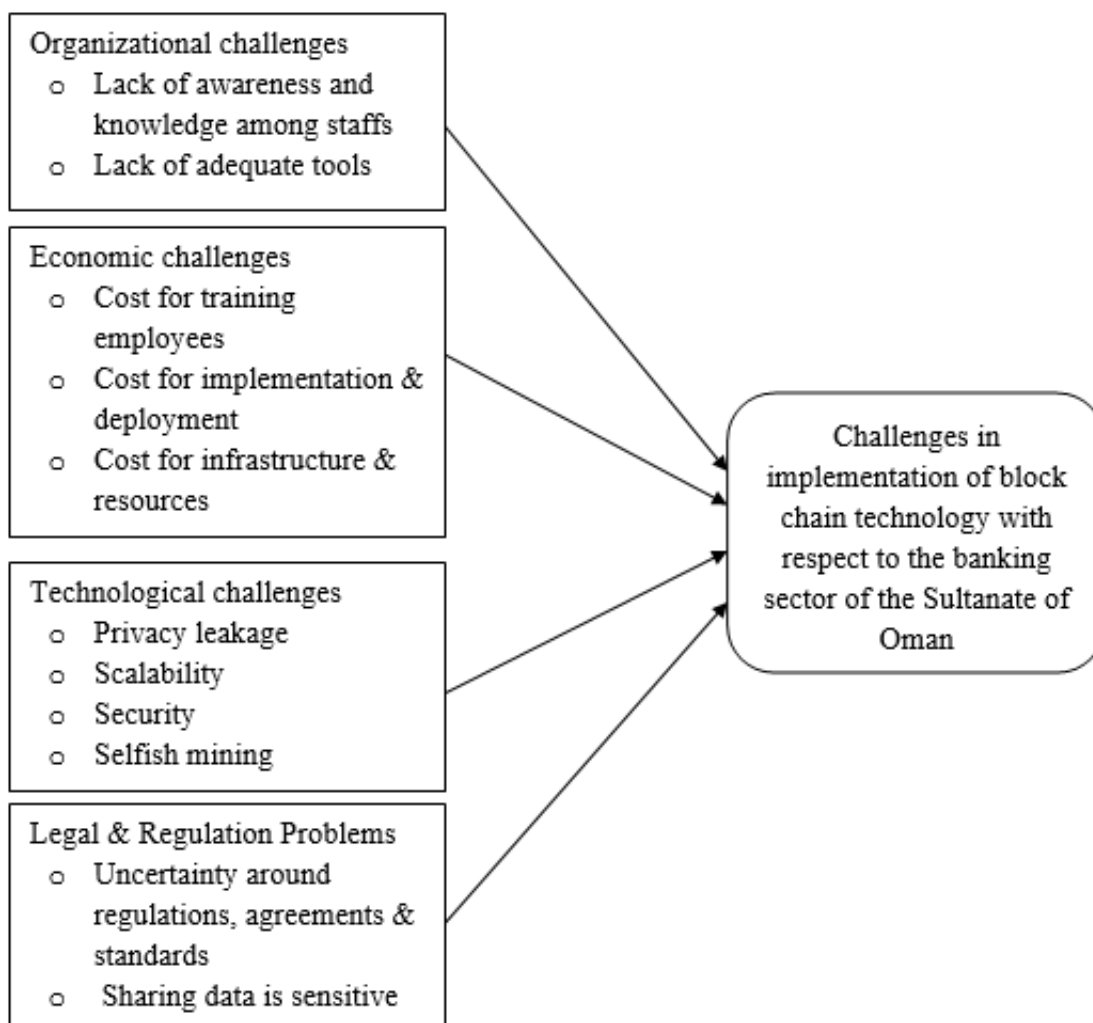 Organizational challenges
o Lack of awareness and
knowledge among staffs
o Lack of adequate tools
Economic challenges
o Cost for training
employees
o Cost for implementation &
deployment
o Cost for infrastructure &
resources
Technological challenges
o Privacy leakage
o Scalability
o Security
o Selfish mining
Legal & Regulation Problems
o Uncertainty around
regulations, agreements &
standards
o Sharing data is sensitive
Challenges in
implementation of block
chain technology with
respect to the banking
sector of the Sultanate of
Oman